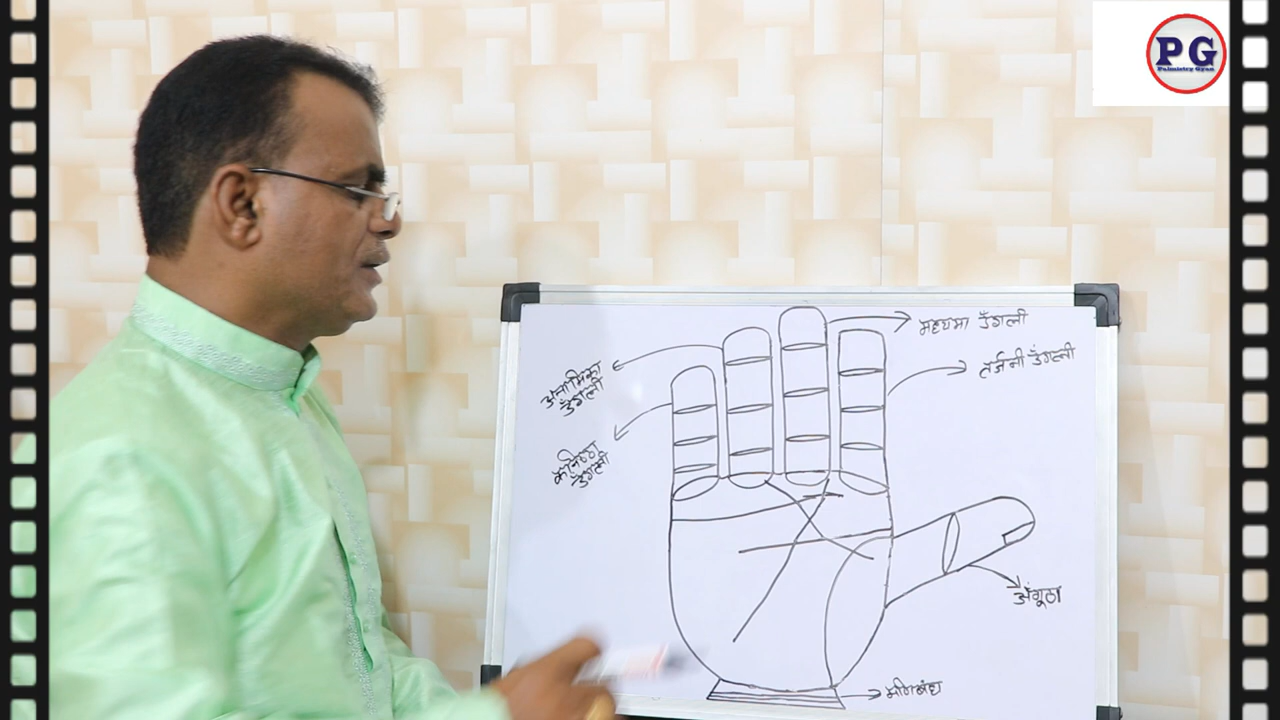 PG
Palmistry Gyan
मध्यमा उँगली
तर्जनी उँगली
अनामिका
उँगली
कनिष्ठा
उँगली
अँगूठा
मणिबंध